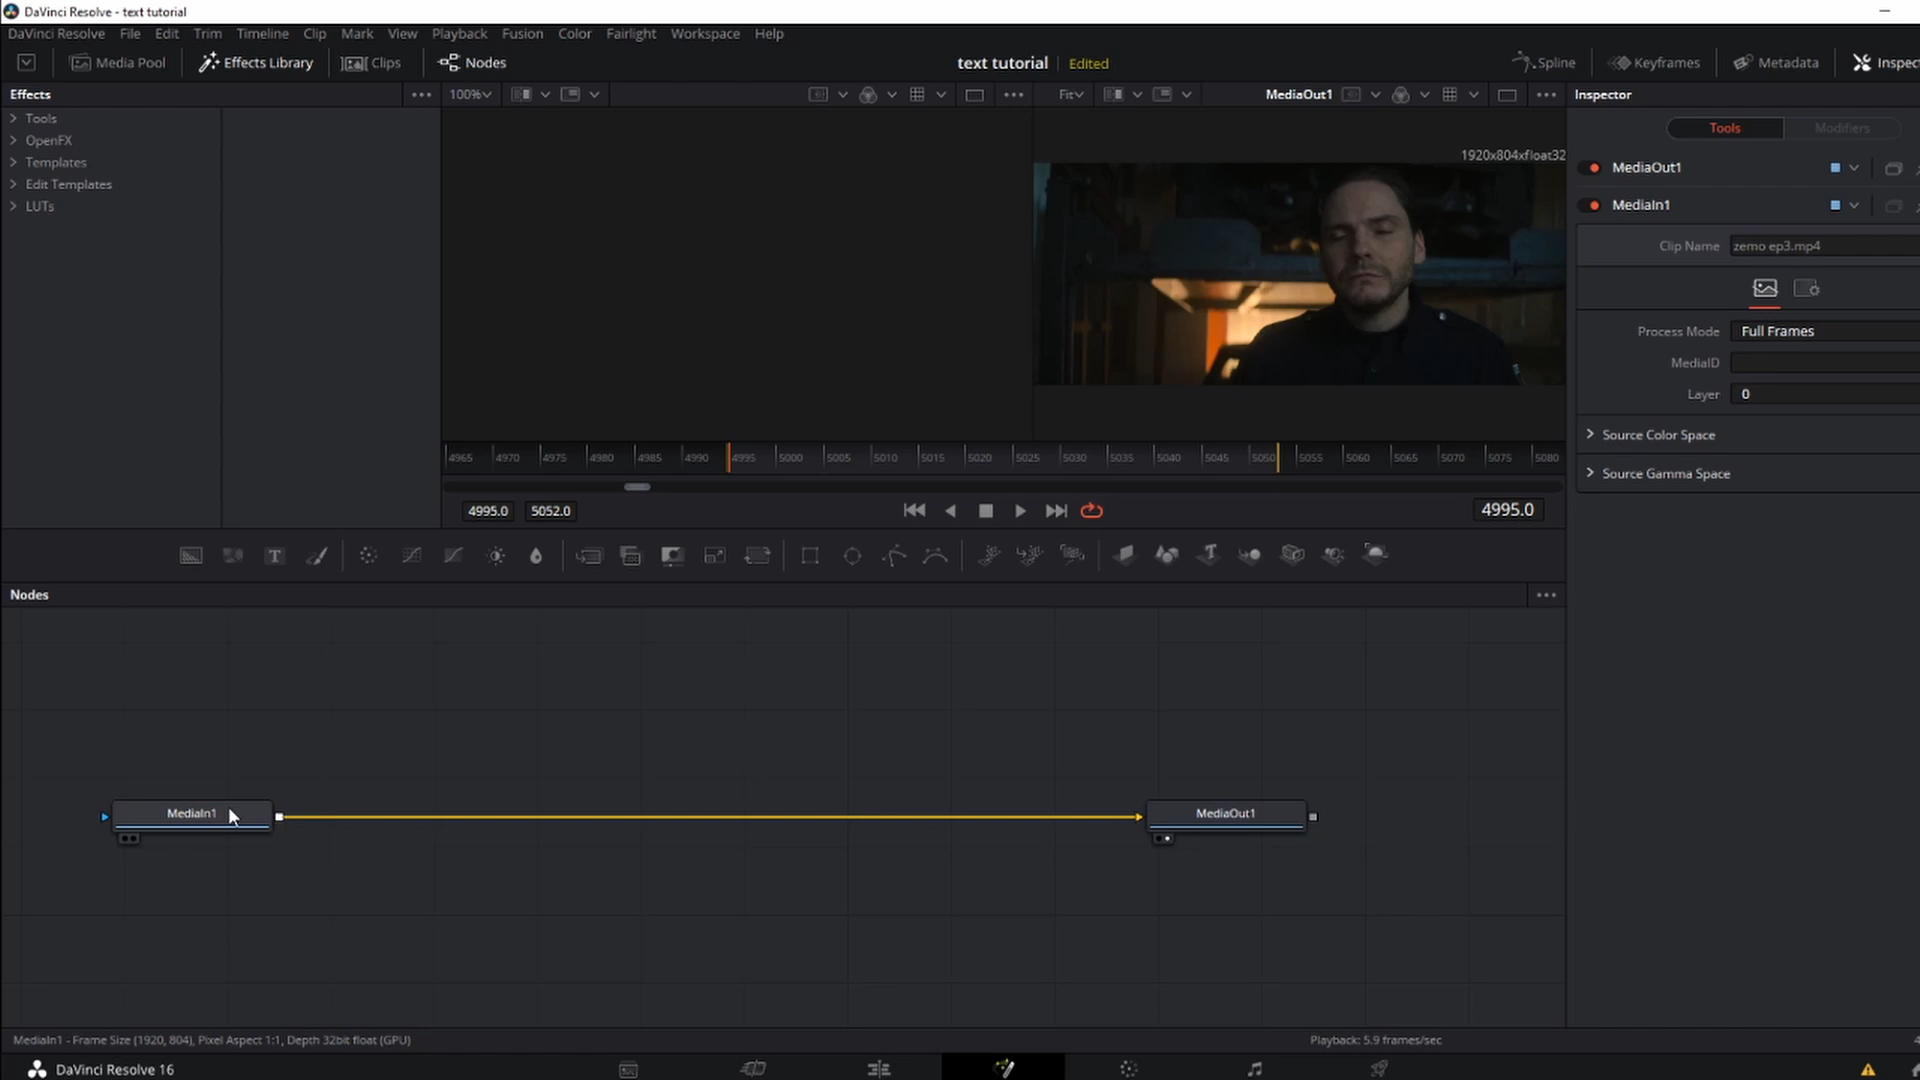 DaVinci Resolve - text tutorial
DaVinci Resolve File Edit Trim Timeline Clip Mark View Playback Fusion Color Fairlight Workspace Help
Media Pool Effects Library Clips Nodes text tutorial Edited Spline Keyframes Metadata Inspec
Effects 100% Fit MediaOut1 Inspector
Tools
OpenFX
Templates
Edit Templates
LUTs
1920x804xfloat32
Tools Modifiers
MediaOut1
MediaIn1
Clip Name zemo ep3.mp4
Process Mode Full Frames
MediaID
Layer 0
Source Color Space
Source Gamma Space
4965 4970 4975 4980 4985 4990 4995 5000 5005 5010 5015 5020 5025 5030 5035 5040 5045 5050 5055 5060 5065 5070 5075 5080
4995.0 5052.0 4995.0
T T
Nodes
MediaIn1 MediaOut1
MediaIn1 - Frame Size (1920, 804), Pixel Aspect 1:1, Depth 32bit float (GPU) Playback: 5.9 frames/sec 4
DaVinci Resolve 16